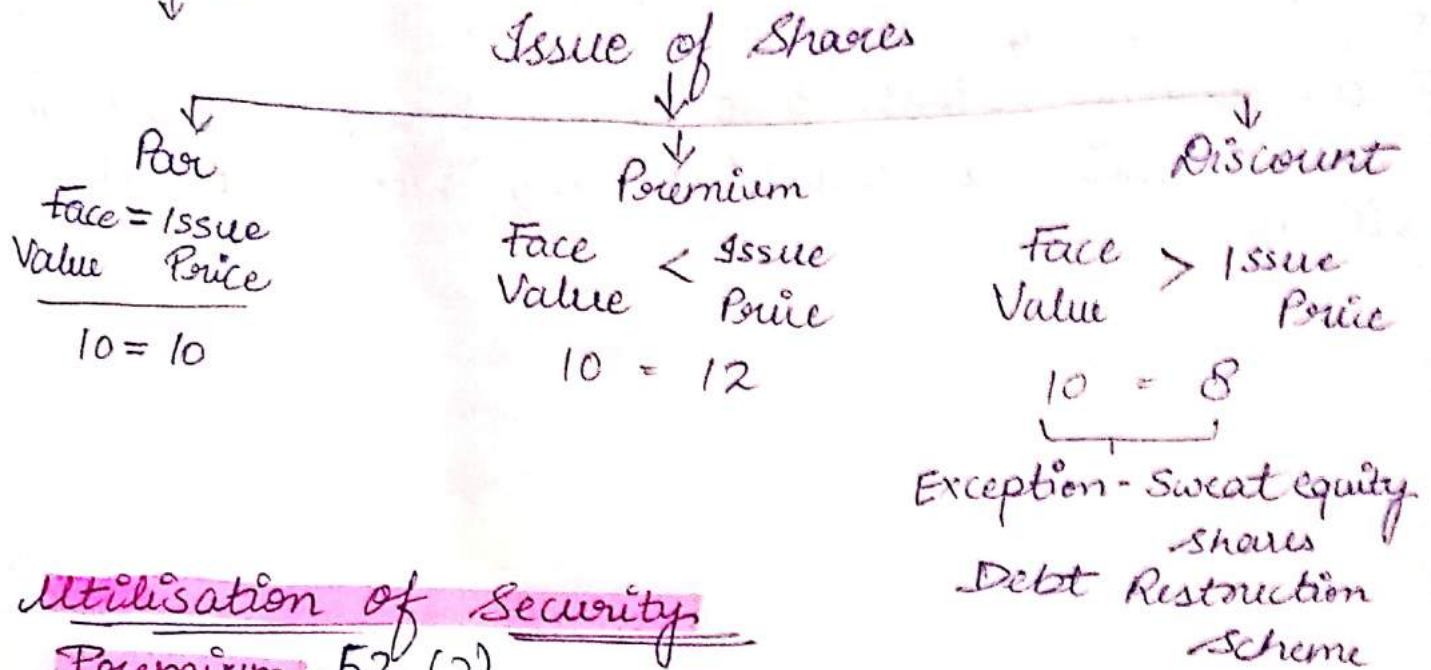 Issue of Shares
Par
Face = Issue
Value Price
10 = 10
Premium
Face < Issue
Value Price
10 = 12
Discount
Face > Issue
Value Price
10 = 8
Exception - Sweat equity
shares
Debt Restruction
Scheme
Utilisation of Security
Premium 52 (2)